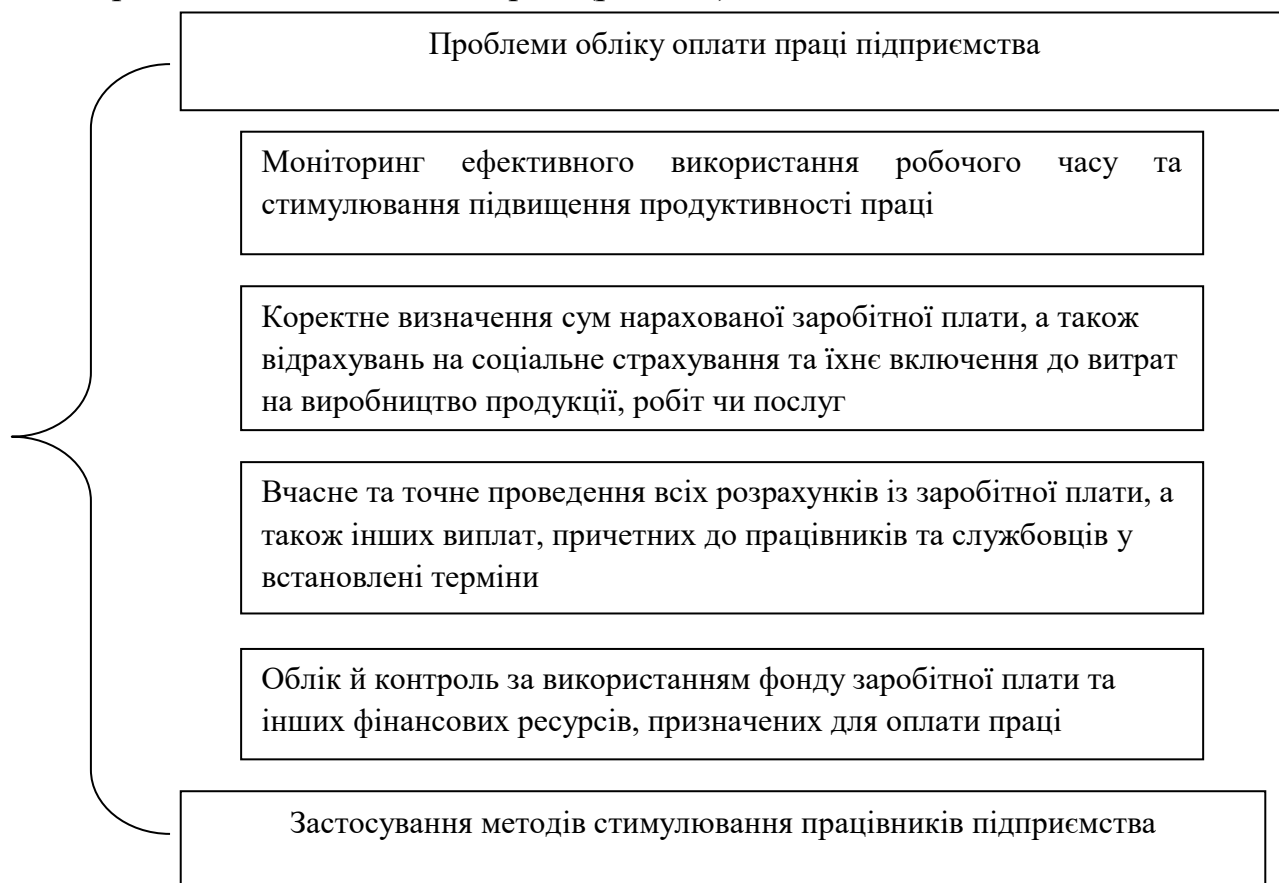 Проблеми обліку оплати праці підприємства
Моніторинг ефективного використання робочого часу та
стимулювання підвищення продуктивності праці
Коректне визначення сум нарахованої заробітної плати, а також
відрахувань на соціальне страхування та їхнє включення до витрат
на виробництво продукції, робіт чи послуг
Вчасне та точне проведення всіх розрахунків із заробітної плати, а
також інших виплат, причетних до працівників та службовців у
встановлені терміни
Облік й контроль за використанням фонду заробітної плати та
інших фінансових ресурсів, призначених для оплати праці
Застосування методів стимулювання працівників підприємства